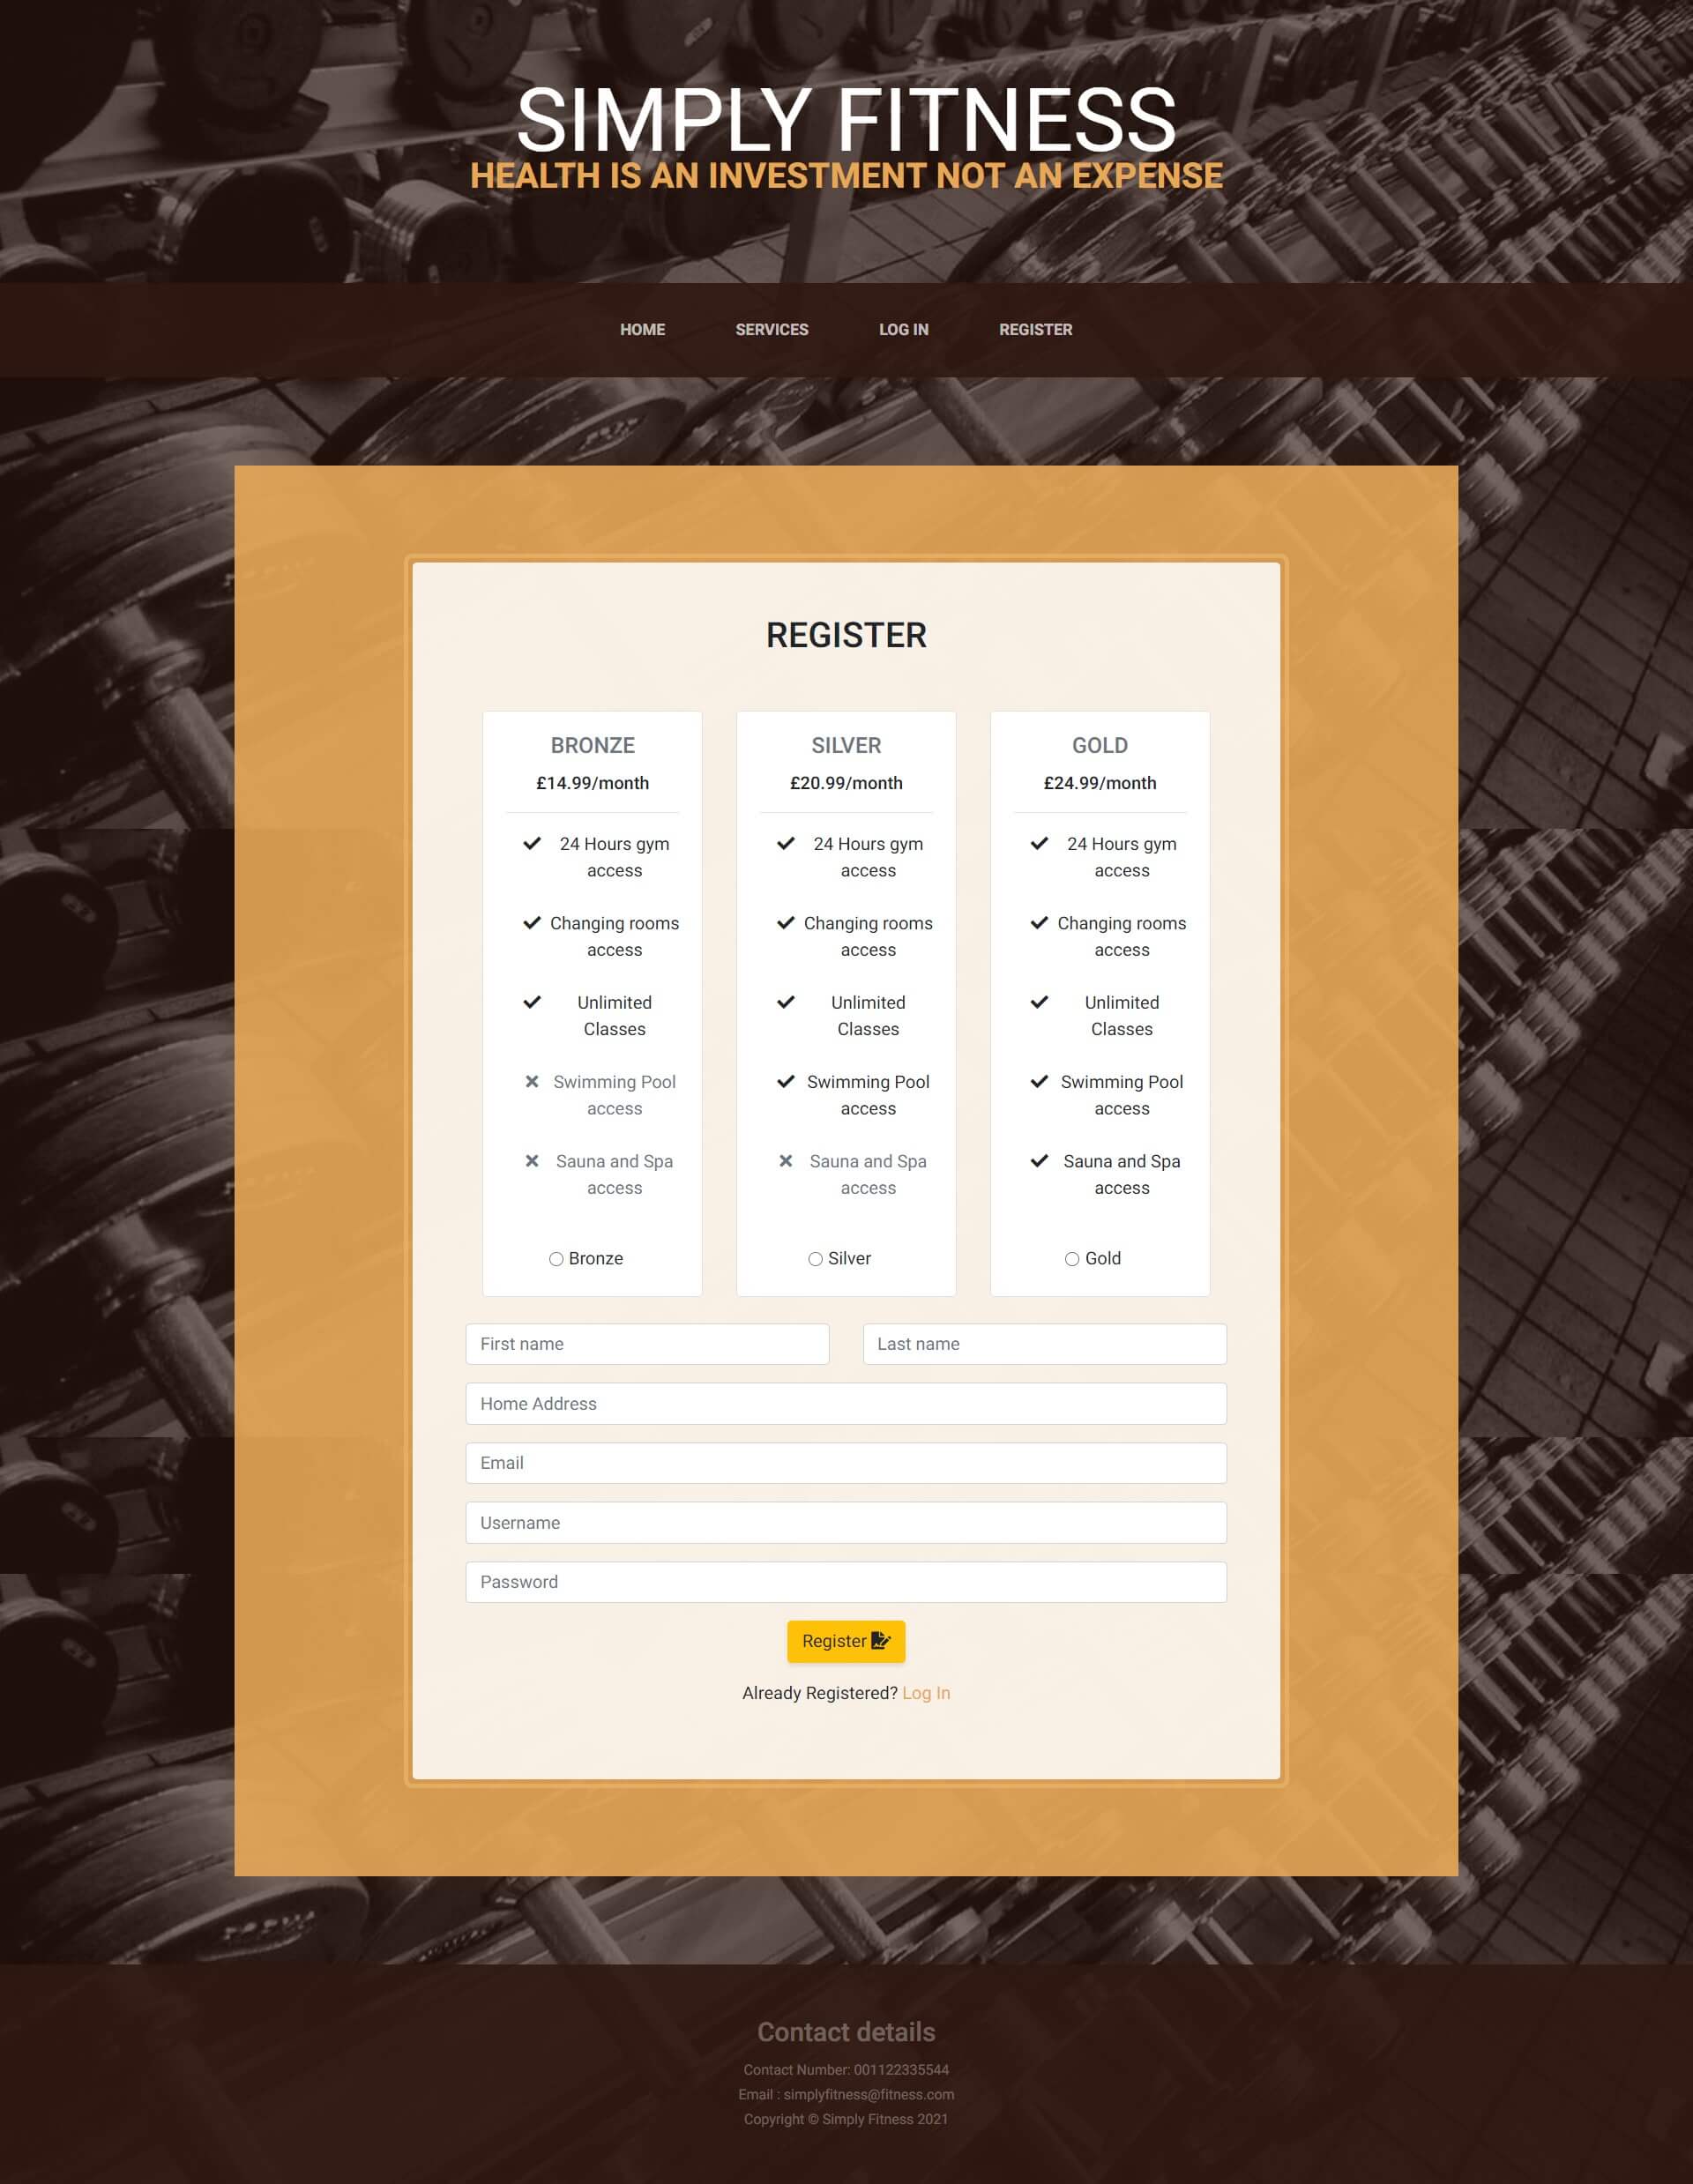 SIMPLY FITNESS
HEALTH IS AN INVESTMENT NOT AN EXPENSE
HOME SERVICES LOG IN REGISTER
REGISTER
BRONZE
£14.99/month
24 Hours gym
access
Changing rooms
access
Unlimited
Classes
Swimming Pool
access
Sauna and Spa
access
Bronze
SILVER
£20.99/month
24 Hours gym
access
Changing rooms
access
Unlimited
Classes
Swimming Pool
access
Sauna and Spa
access
Silver
GOLD
£24.99/month
24 Hours gym
access
Changing rooms
access
Unlimited
Classes
Swimming Pool
access
Sauna and Spa
access
Gold
First name
Last name
Home Address
Email
Username
Password
Register
Already Registered? Log In
Contact details
Contact Number: 001122335544
Email : simplyfitness@fitness.com
Copyright © Simply Fitness 2021